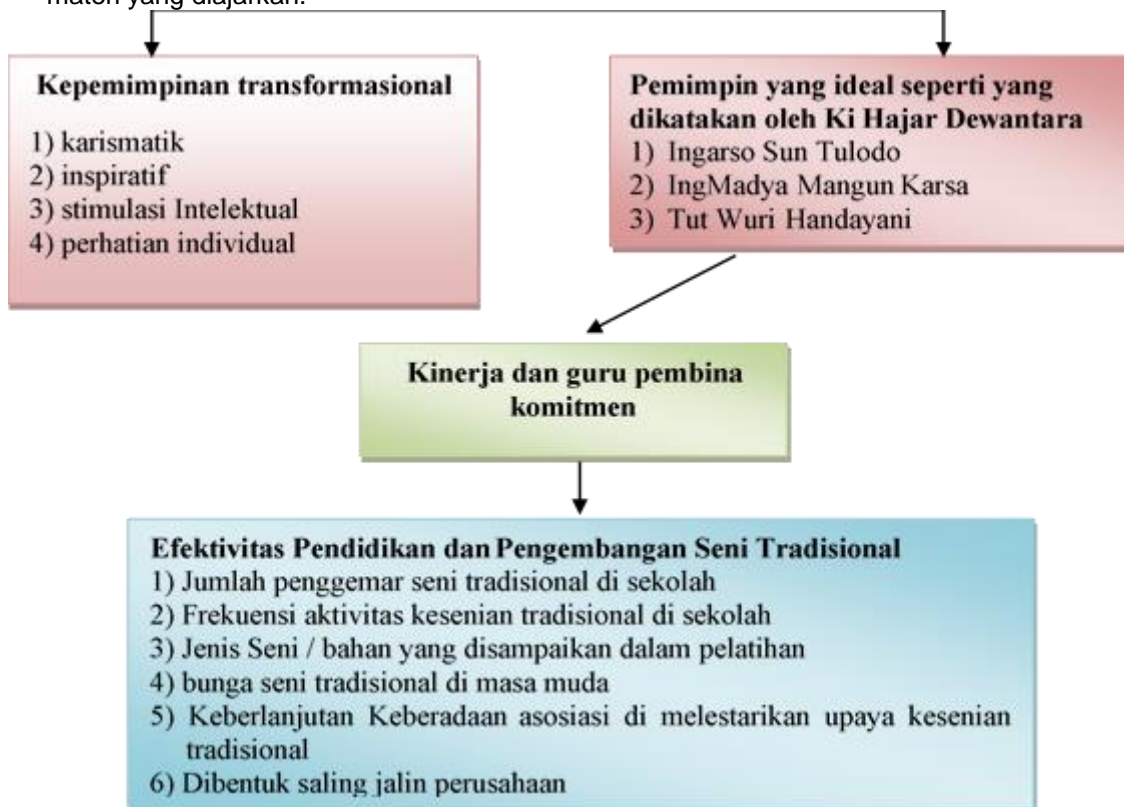 materi yang diajarkan.
Kepemimpinan transformasional
1) karismatik
2) inspiratif
3) stimulasi Intelektual
4) perhatian individual
Pemimpin yang ideal seperti yang
dikatakan oleh Ki Hajar Dewantara
1) Ingarso Sun Tulodo
2) IngMadya Mangun Karsa
3) Tut Wuri Handayani
Kinerja dan guru pembina
komitmen
Efektivitas Pendidikan dan Pengembangan Seni Tradisional
1) Jumlah penggemar seni tradisional di sekolah
2) Frekuensi aktivitas kesenian tradisional di sekolah
3) Jenis Seni / bahan yang disampaikan dalam pelatihan
4) bunga seni tradisional di masa muda
5) Keberlanjutan Keberadaan asosiasi di melestarikan upaya kesenian
tradisional
6) Dibentuk saling jalin perusahaan